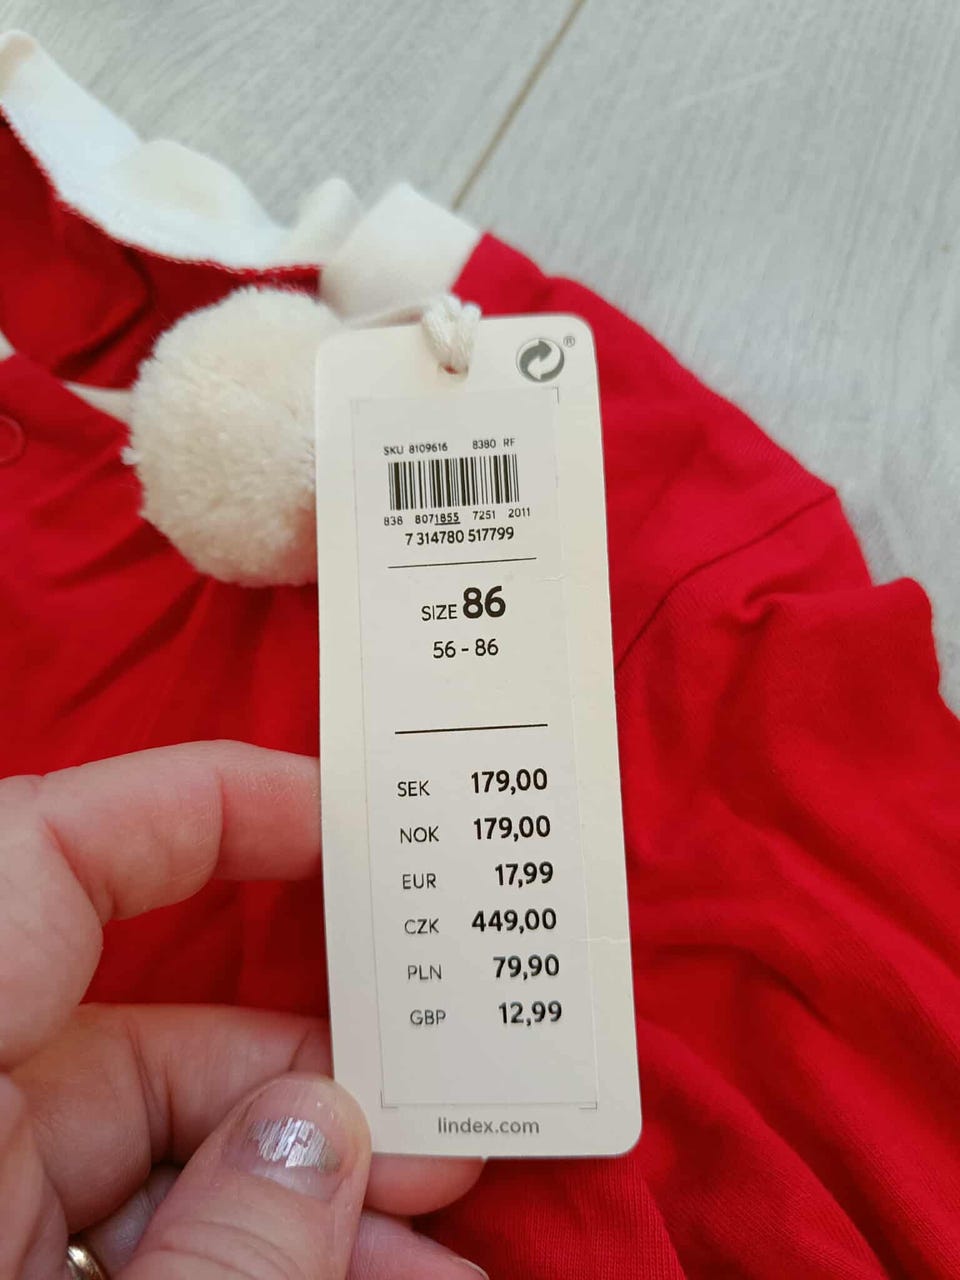 ®
SKU 8109616 8380 RF
838 8071855 7251 2011
7 314780 517799
SIZE 86
56 - 86
SEK 179,00
NOK 179,00
EUR 17,99
CZK 449,00
PLN 79,90
GBP 12,99
lindex.com